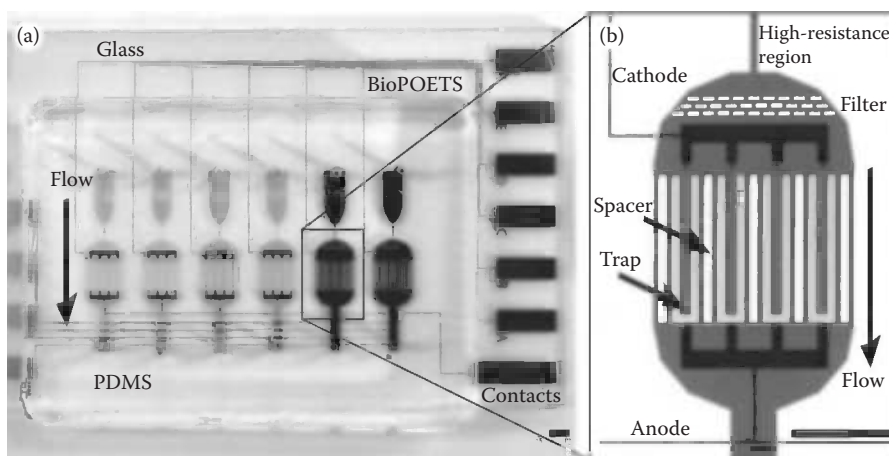 (a)
Glass
BioPOETS
Flow
PDMS
Contacts
(b)
High-resistance
region
Cathode
Filter
Spacer
Trap
Flow
Anode